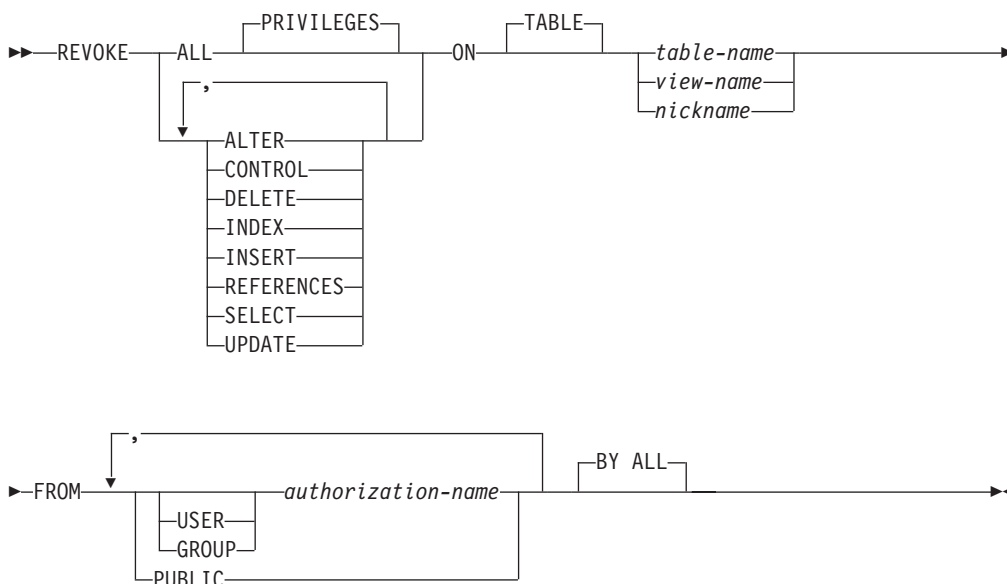 PRIVILEGES
TABLE
REVOKE ALL ON table-name
, view-name
nickname
ALTER
CONTROL
DELETE
INDEX
INSERT
REFERENCES
SELECT
UPDATE
,
BY ALL
FROM authorization-name
USER
GROUP
PUBLIC